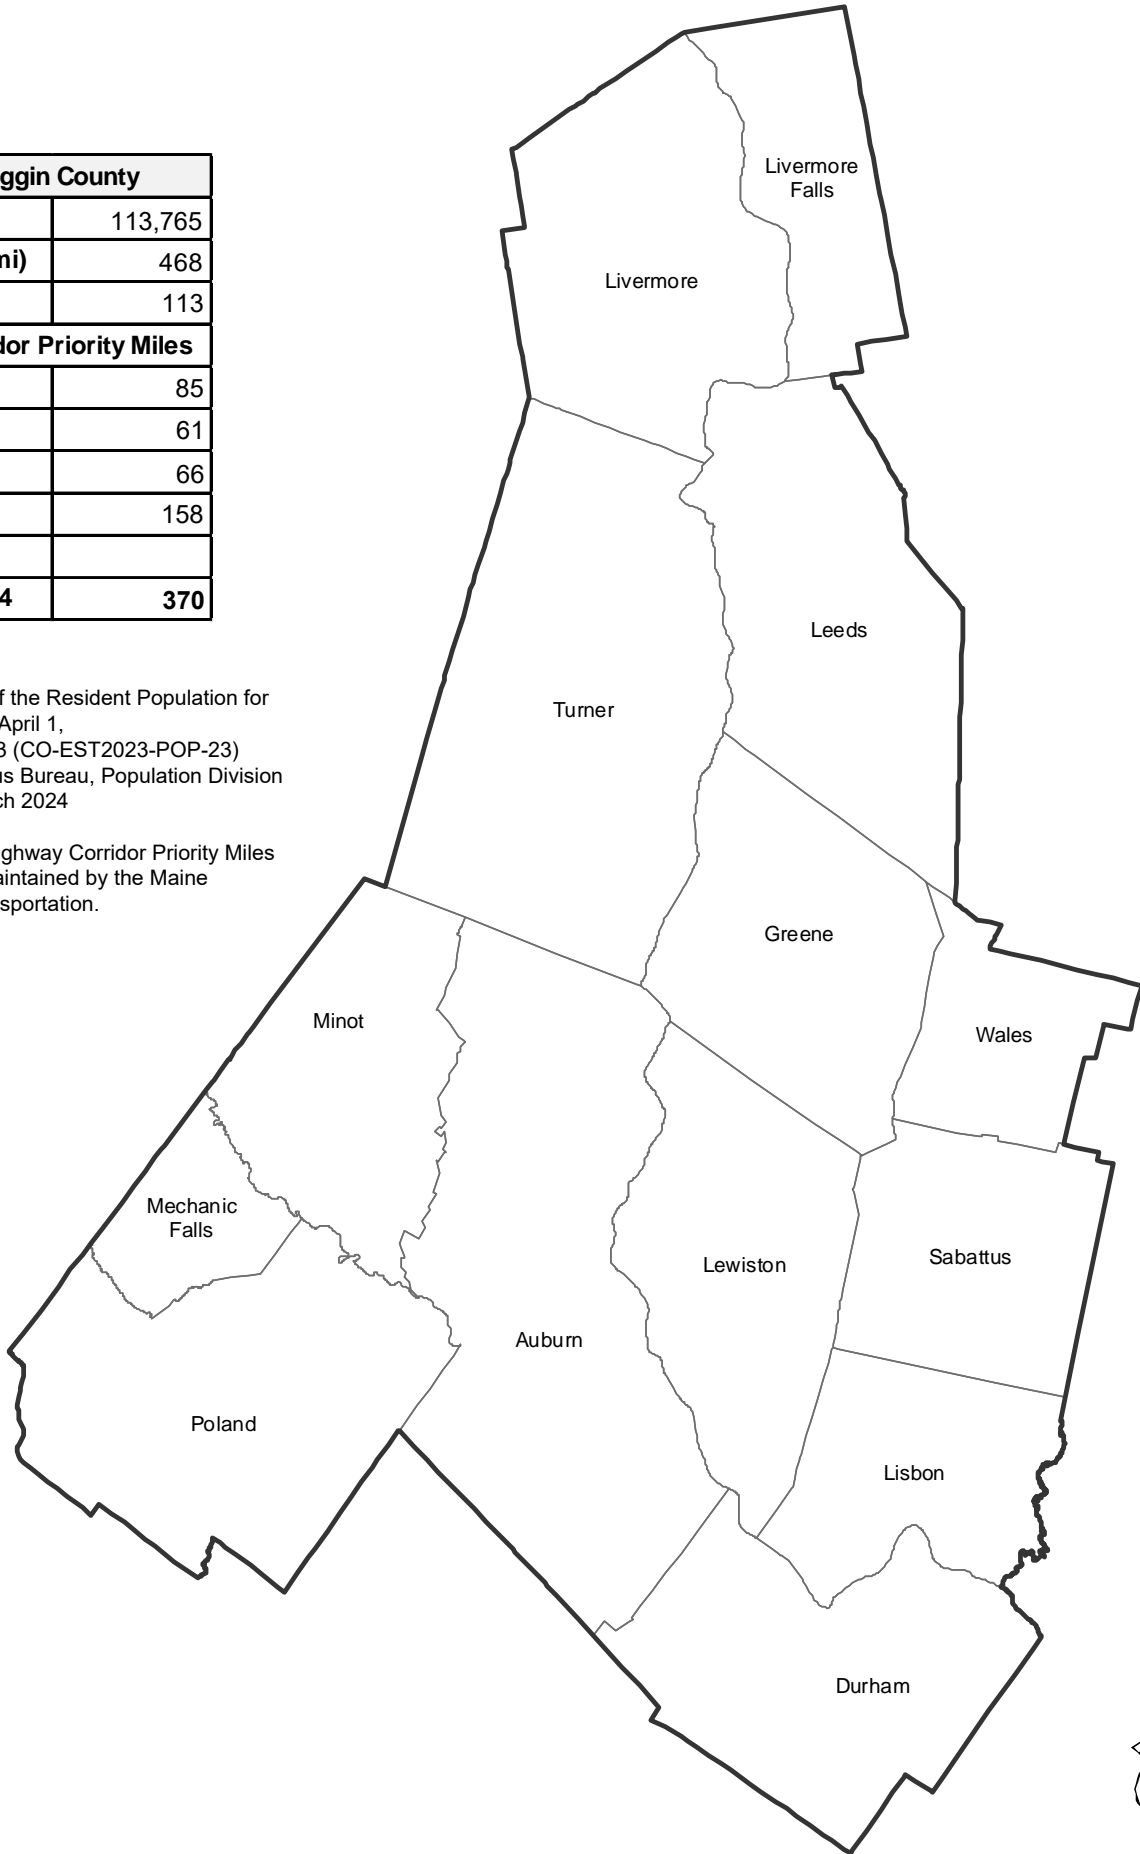 ggin County
113,765
mi)
468
113
dor Priority Miles
85
61
66
158
4
370
f the Resident Population for
April 1,
3 (CO-EST2023-POP-23)
us Bureau, Population Division
ch 2024
ghway Corridor Priority Miles
aintained by the Maine
sportation.
Livermore
Falls
Livermore
Leeds
Turner
Greene
Minot
Wales
Mechanic
Falls
Sabattus
Lewiston
Auburn
Poland
Lisbon
Durham